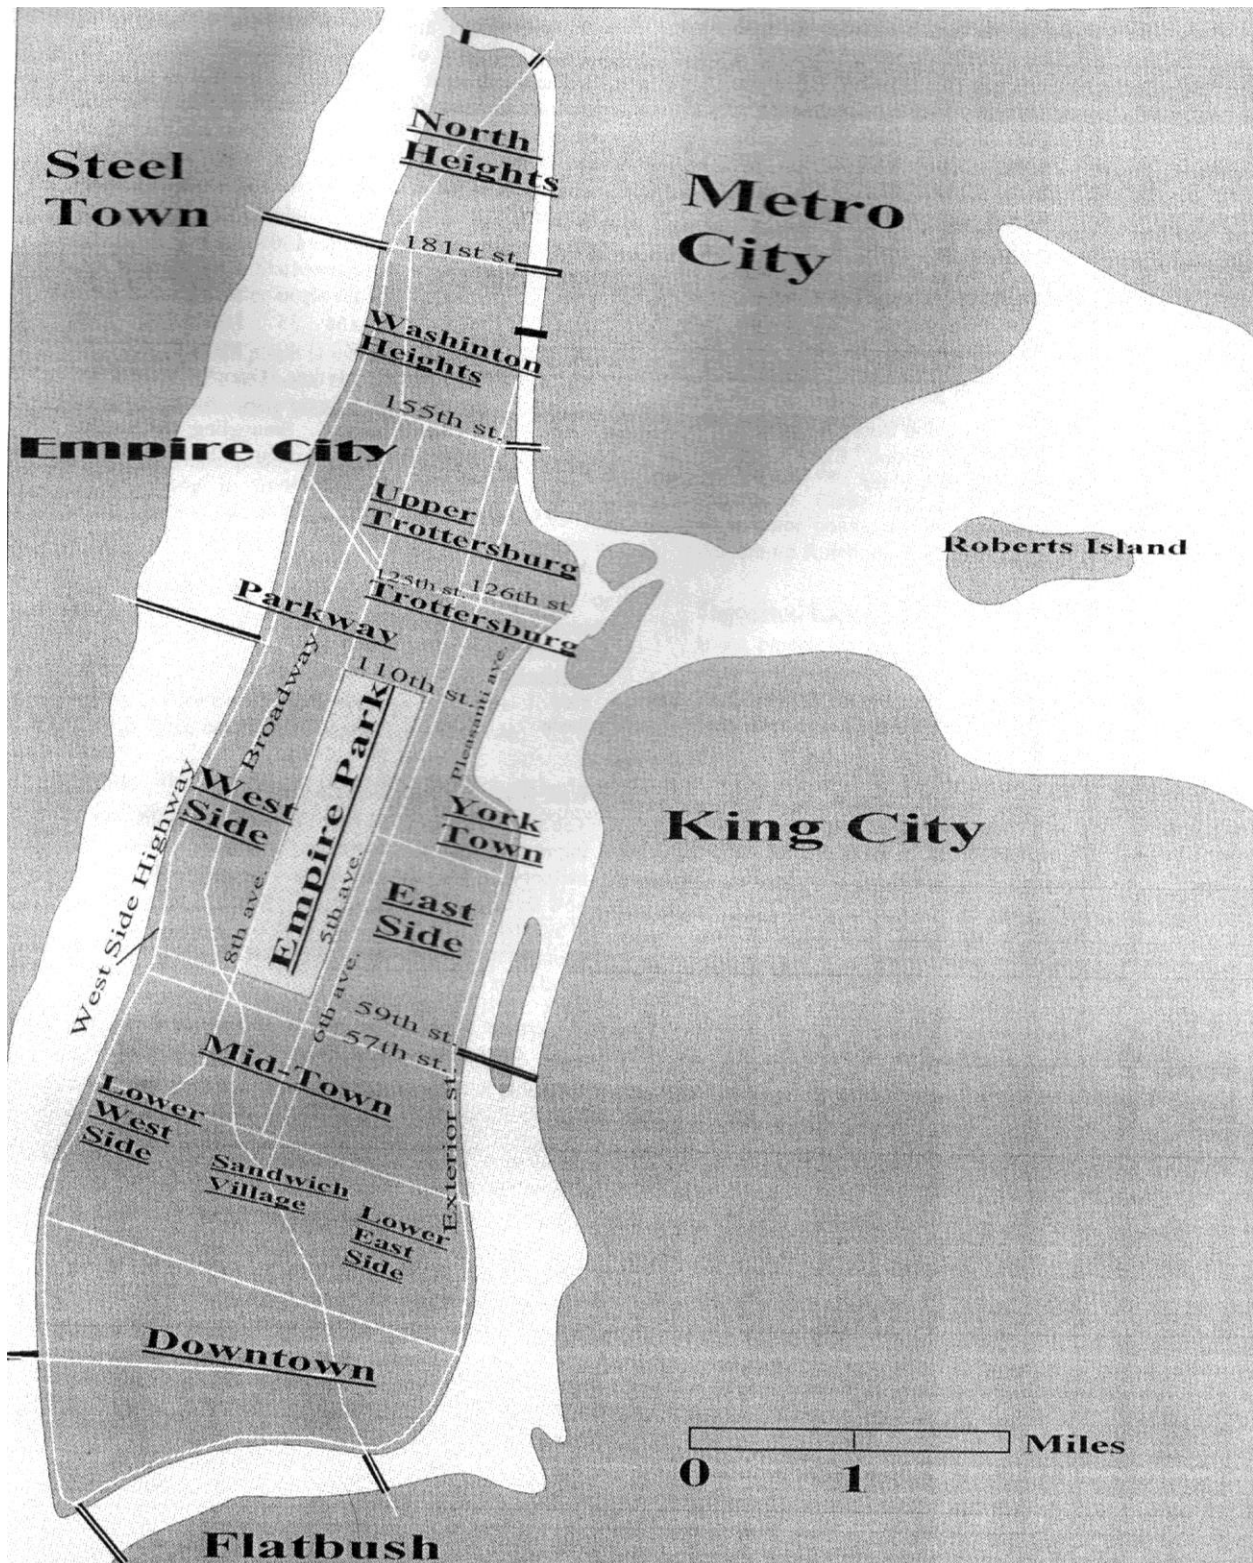 North
Heights
Steel
Town
Metro
City
181st st.
Washinton
Heights
155th st.
Empire City
Upper
Trottersburg
Roberts Island
125th st.
126th st.
Trottersburg
Parkway
110th st.
Pleasant ave.
Broadway
Empire Park
West
Side
West Side Highway
York
Town
King City
8th ave.
5th ave.
East
Side
6th ave.
59th st.
57th st.
Mid-Town
Exterior st.
Lower
West
Side
Sandwich
Village
Lower
East
Side
Downtown
Miles
0 1
Flatbush